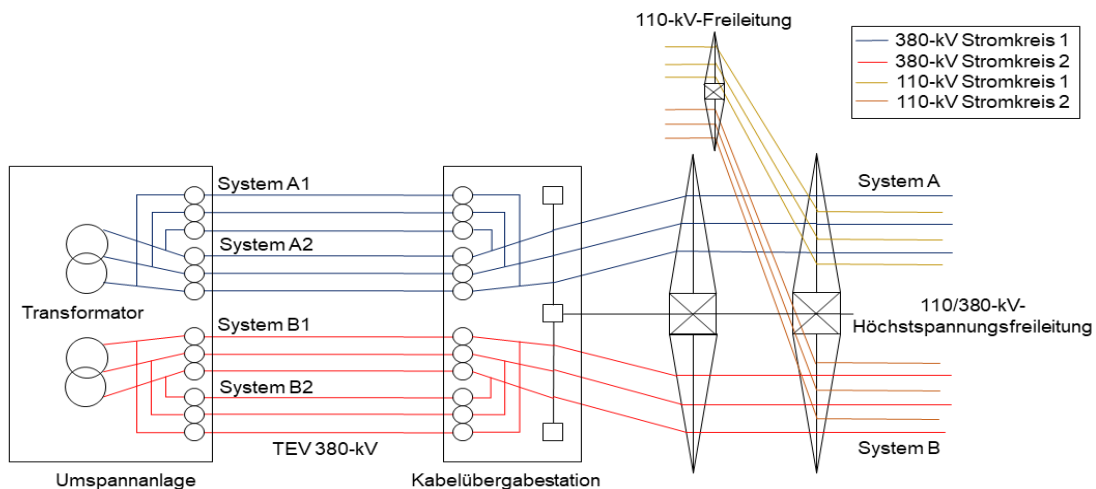 110-kV-Freileitung
380-kV Stromkreis 1
380-kV Stromkreis 2
110-kV Stromkreis 1
110-kV Stromkreis 2
System A1
System A
System A2
Transformator
110/380-kV-
Höchstspannungsfreileitung
System B1
System B2
TEV 380-kV
System B
Umspannanlage
Kabelübergabestation